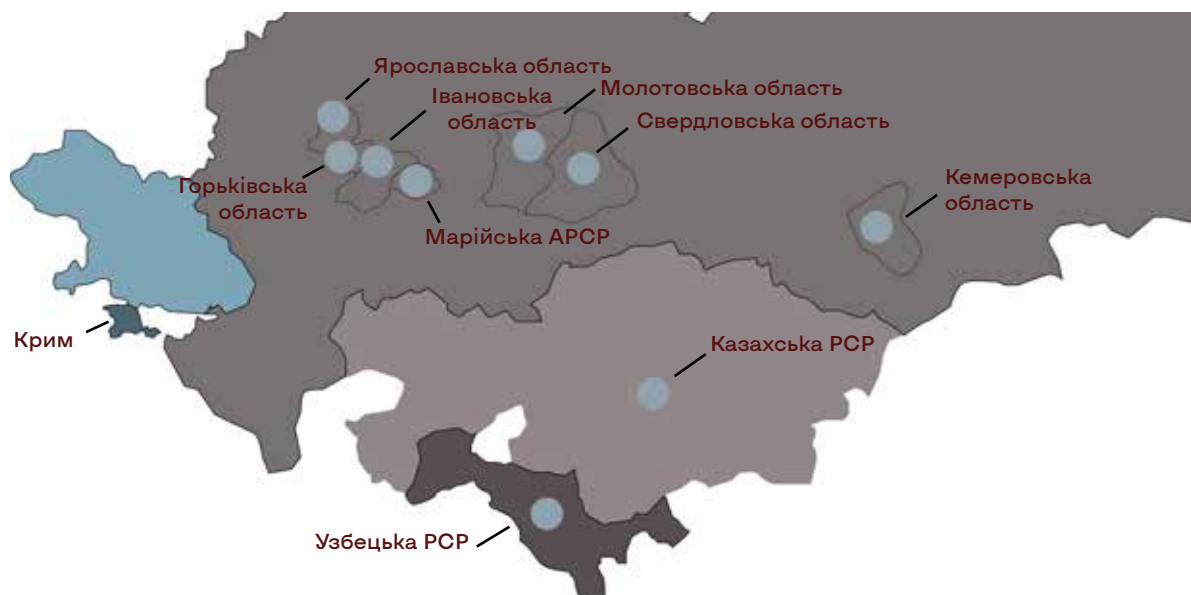 Ярославська область
Івановська
область
Молотовська область
Свердловська область
Горьківська
область
Марійська АРСР
Кемеровська
область
Крим
Казахська РСР
Узбецька РСР